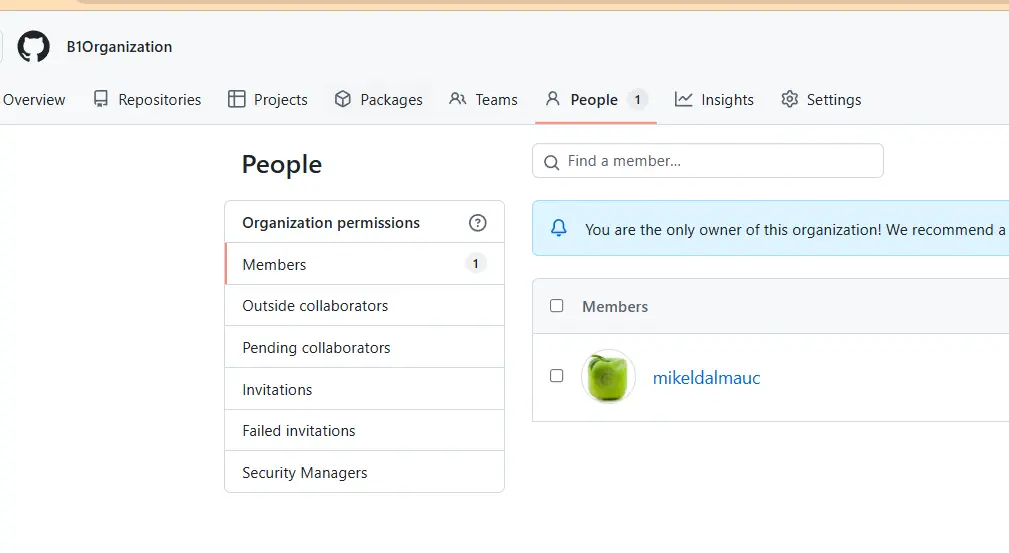 B1Organization
Overview Repositories Projects Packages Teams People 1 Insights Settings
People
Find a member...
Organization permissions
Members 1
Outside collaborators
Pending collaborators
Invitations
Failed invitations
Security Managers
You are the only owner of this organization! We recommend a
Members
mikeldalmauc